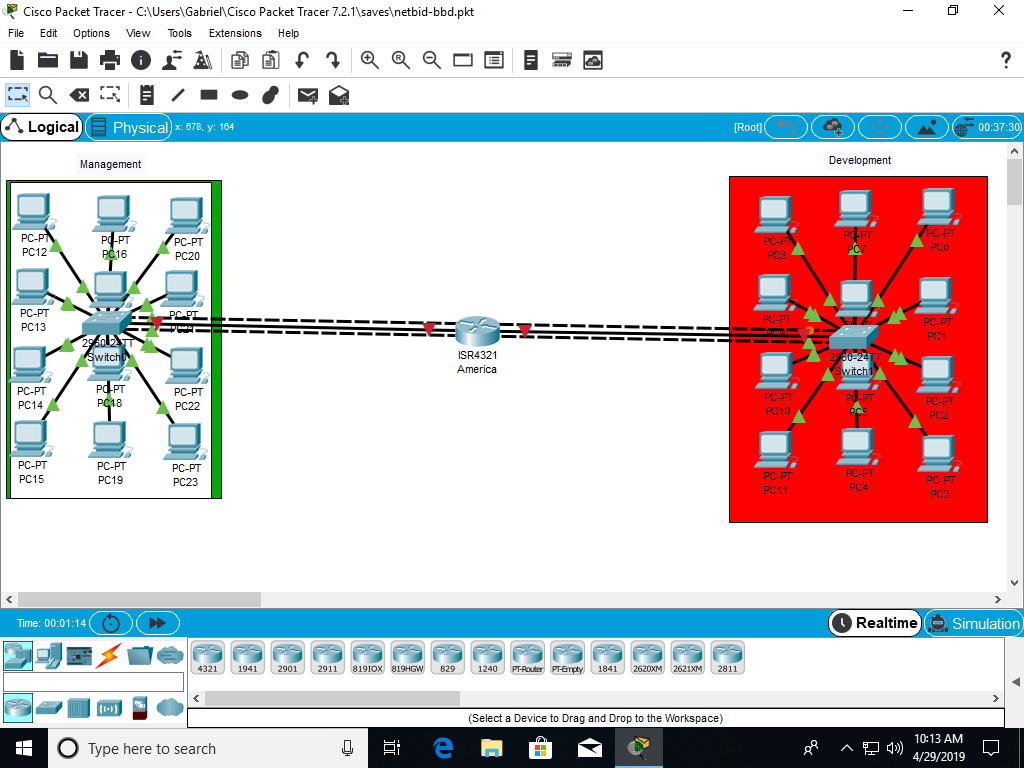 Cisco Packet Tracer - C:\Users\Gabriel\Cisco Packet Tracer 7.2.1\saves\netbid-bbd.pkt
File Edit Options View Tools Extensions Help
Logical Physical x: 678, y: 164 [Root] 00:37:30
Management
Development
PC-PT
PC12
PC-PT
PC16
PC-PT
PC20
PC-PT
PC13
PC-PT
PC14
PC-PT
PC18
PC-PT
PC22
PC-PT
PC15
PC-PT
PC19
PC-PT
PC23
2960-24TT
Switch0
ISR4321
America
PC-PT
PC8
PC-PT
PC7
PC-PT
PC0
PC-PT
PC-PT
PC1
2960-24TT
Switch1
PC-PT
PC10
PC-PT
PC5
PC-PT
PC2
PC-PT
PC11
PC-PT
PC4
PC-PT
PC3
Time: 00:01:14 Realtime Simulation
4321 1941 2901 2911 819IOX 819HGW 829 1240 PT-Router PT-Empty 1841 2620XM 2621XM 2811
(Select a Device to Drag and Drop to the Workspace)
Type here to search
10:13 AM
4/29/2019